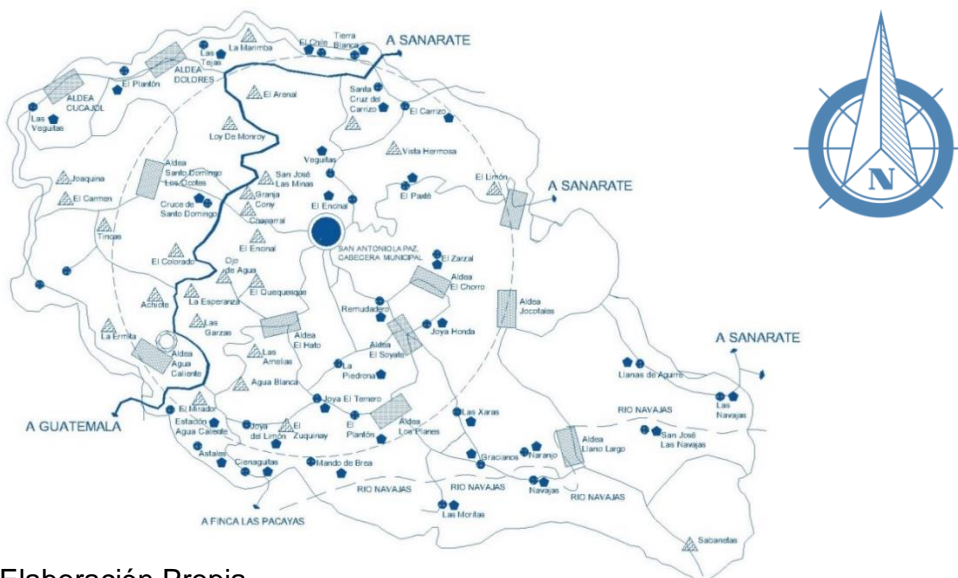 La Marimba
El Chile
Tierra
Blanca
A SANARATE
Las
Tejas
ALDEA
DOLORES
El Plantón
ALDEA
CUCAJOL
Las
Veguitas
El Arenal
Santa
Cruz del
Carrizo
El Carrizo
Loy De Monroy
Vista Hermosa
Veguitas
Aldea
Santo Domingo
Los Ocotes
San José
Las Minas
Joaquina
El Carmen
Granja
Cony
Chaparral
El Enonal
El Limón
A SANARATE
N
Cruce de
Santo Domingo
Tincas
El Enonal
SAN ANTONIO LA PAZ,
CABECERA MUNICIPAL
El Zarzal
El Colorado
Ojo
de Agua
Aldea
El Chorro
El Quequexque
Achiote
La Esperanza
Remudadero
Aldea
Jocotales
Las
Garzas
Aldea
El Hato
Joya Honda
La Ermita
Aldea
El Soyate
A SANARATE
Aldea
Agua
Caliente
Las
Amelias
La
Piedrona
Llanas de Aguirre
Agua Blanca
Joya El Ternero
Las
Navajas
A GUATEMALA
El Mirador
Estación
Agua Caliente
Joya
del Limón
El
Zuquinay
El
Plantón
Aldea
Los Planes
Las Xaras
RIO NAVAJAS
San José
Las Navajas
Aldea
Llano Largo
Astales
Cienaguitas
Mando de Brea
Gracianos
Naranjo
RIO NAVAJAS
RIO NAVAJAS
Navajas
RIO NAVAJAS
A FINCA LAS PACAYAS
Las Moritas
Sabanetas
Elaboración Propia